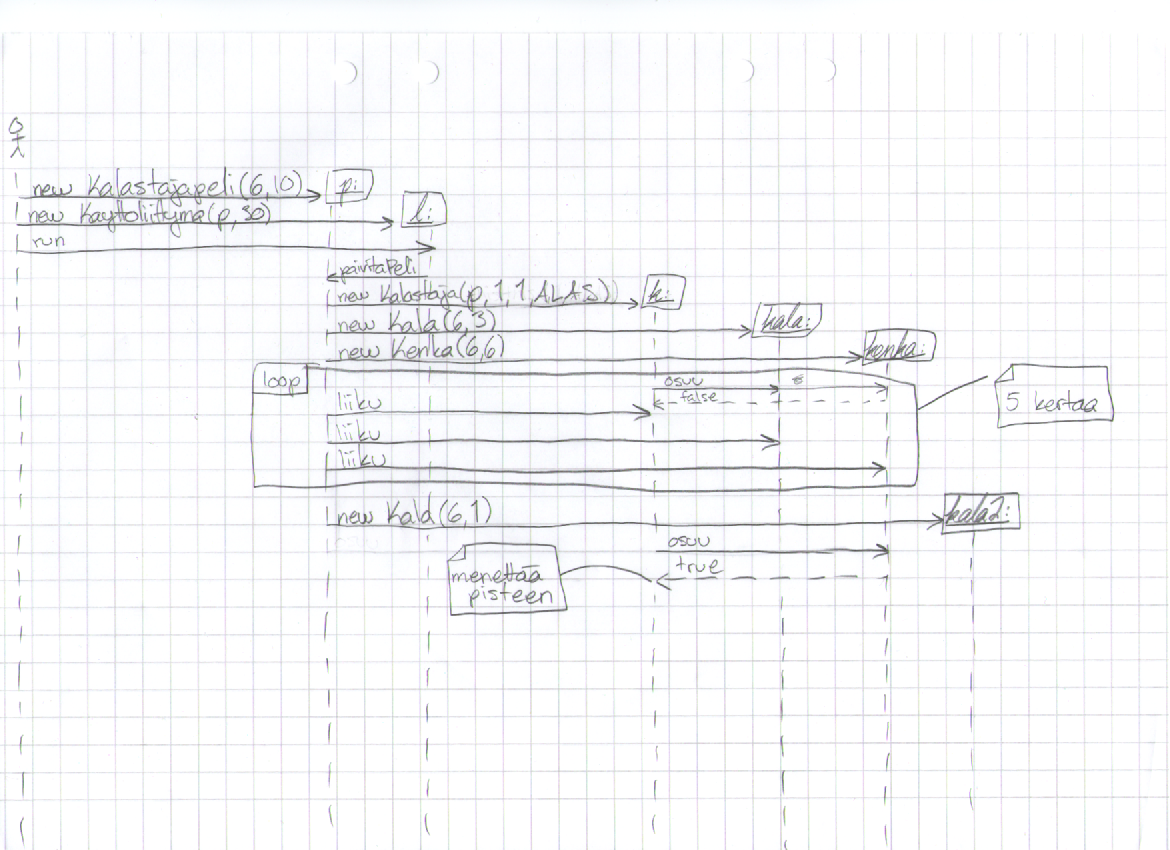 new Kalastajapeli(6,10)
p:
new Kayttoliityma(p,30)
l:
run
paivitaPeli
new Kalastaja(p,1,1,ALAS)
k:
new Kala(6,3)
kala:
new Kenka(6,6)
kenka:
loop
osuu
false
5 kertaa
liiku
liiku
liiku
new Kala(6,1)
kala2:
osuu
true
menettää
pisteen